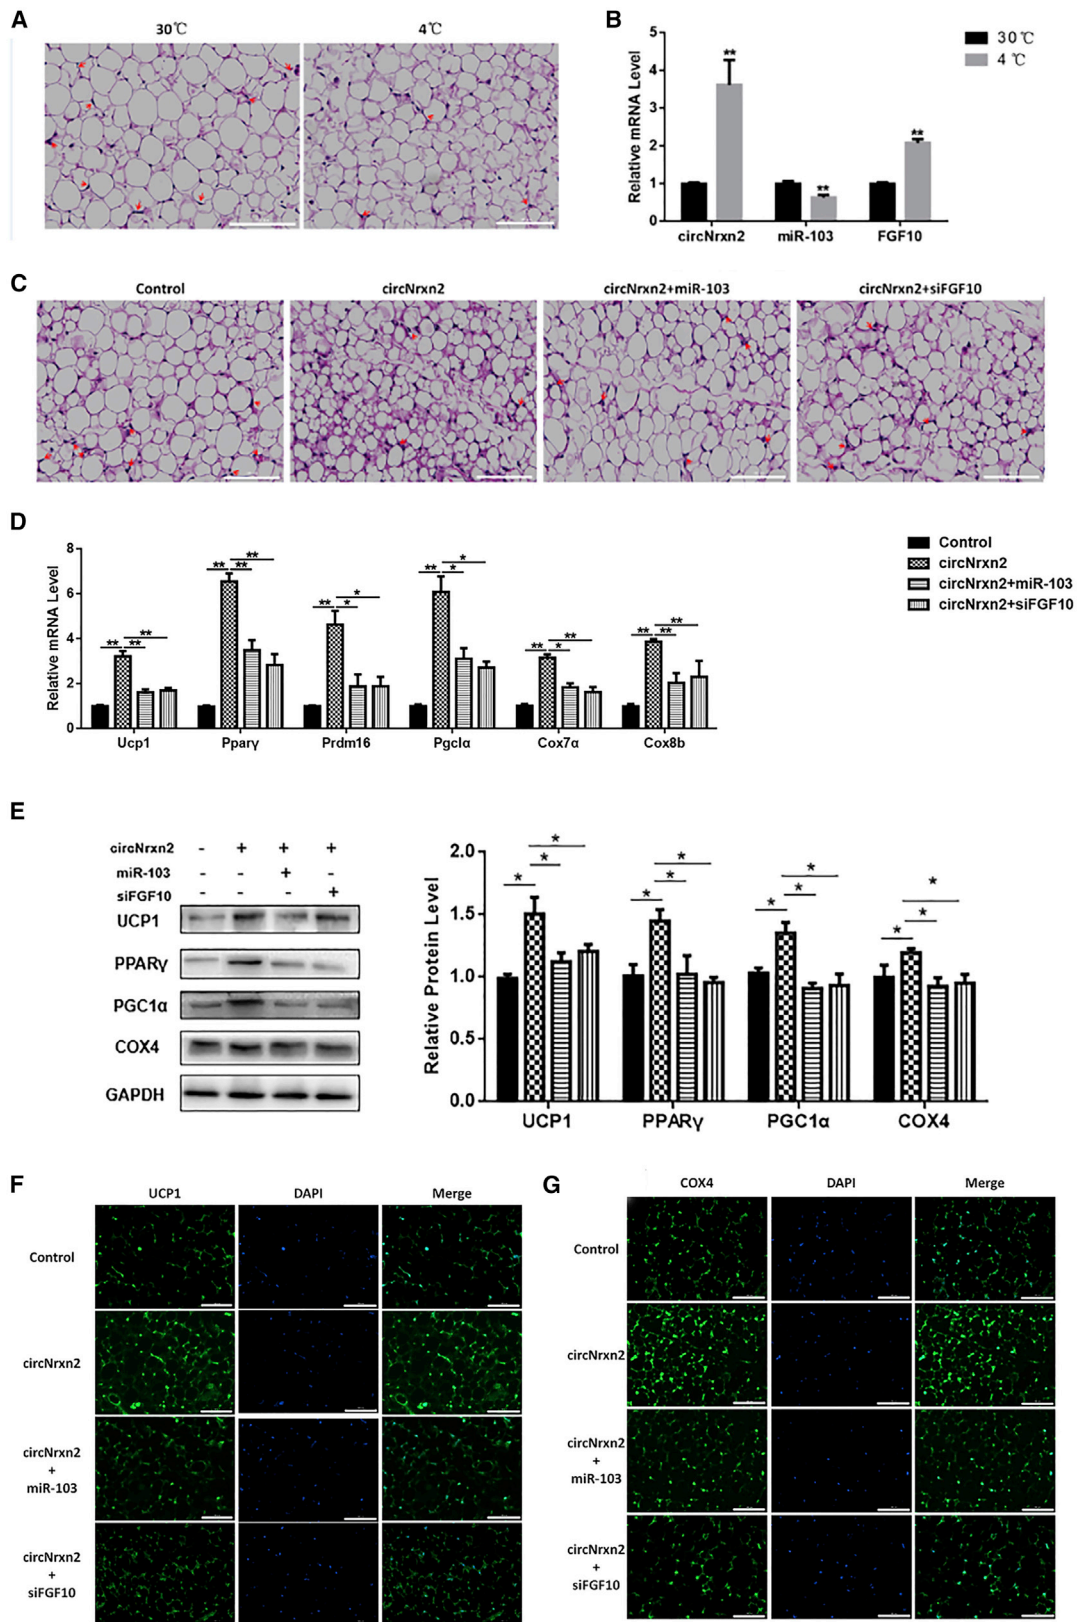 A
30℃
4℃
B
Relative mRNA Level
5
4
3
2
1
0
**
**
**
circNrxn2
miR-103
FGF10
30℃
4 ℃
C
Control
circNrxn2
circNrxn2+miR-103
circNrxn2+siFGF10
D
Relative mRNA Level
8
6
4
2
0
** ** **
** ** **
** * *
** * *
** * **
** ** **
Ucp1
Pparγ
Prdm16
Pgclα
Cox7α
Cox8b
Control
circNrxn2
circNrxn2+miR-103
circNrxn2+siFGF10
E
circNrxn2 - + + +
miR-103 - - + -
siFGF10 - - - +
UCP1
PPARγ
PGC1α
COX4
GAPDH
Relative Protein Level
2.0
1.5
1.0
0.5
0.0
* * *
* * *
* * *
* * *
UCP1
PPARγ
PGC1α
COX4
F
UCP1
DAPI
Merge
Control
circNrxn2
circNrxn2
+
miR-103
circNrxn2
+
siFGF10
G
COX4
DAPI
Merge
Control
circNrxn2
circNrxn2
+
miR-103
circNrxn2
+
siFGF10